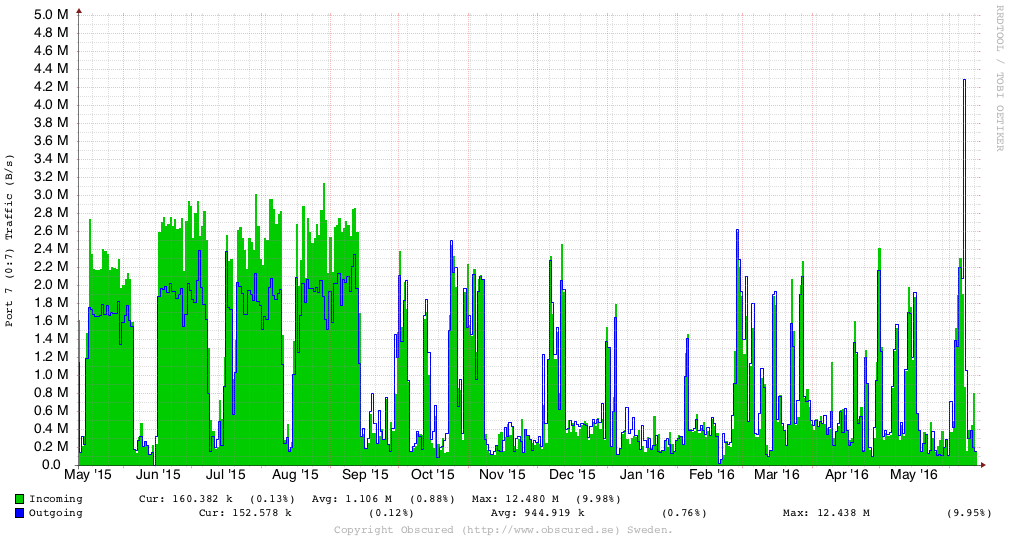 RRDTOOL / TOBI OETIKER
Port 7 (0:7) Traffic (B/s)
5.0 M
4.8 M
4.6 M
4.4 M
4.2 M
4.0 M
3.8 M
3.6 M
3.4 M
3.2 M
3.0 M
2.8 M
2.6 M
2.4 M
2.2 M
2.0 M
1.8 M
1.6 M
1.4 M
1.2 M
1.0 M
0.8 M
0.6 M
0.4 M
0.2 M
0.0
May '15 Jun '15 Jul '15 Aug '15 Sep '15 Oct '15 Nov '15 Dec '15 Jan '16 Feb '16 Mar '16 Apr '16 May '16
Incoming Cur: 160.382 k (0.13%) Avg: 1.106 M (0.88%) Max: 12.480 M (9.98%)
Outgoing Cur: 152.578 k (0.12%) Avg: 944.919 k (0.76%) Max: 12.438 M (9.95%)
Copyright Obscured (http://www.obscured.se) Sweden.